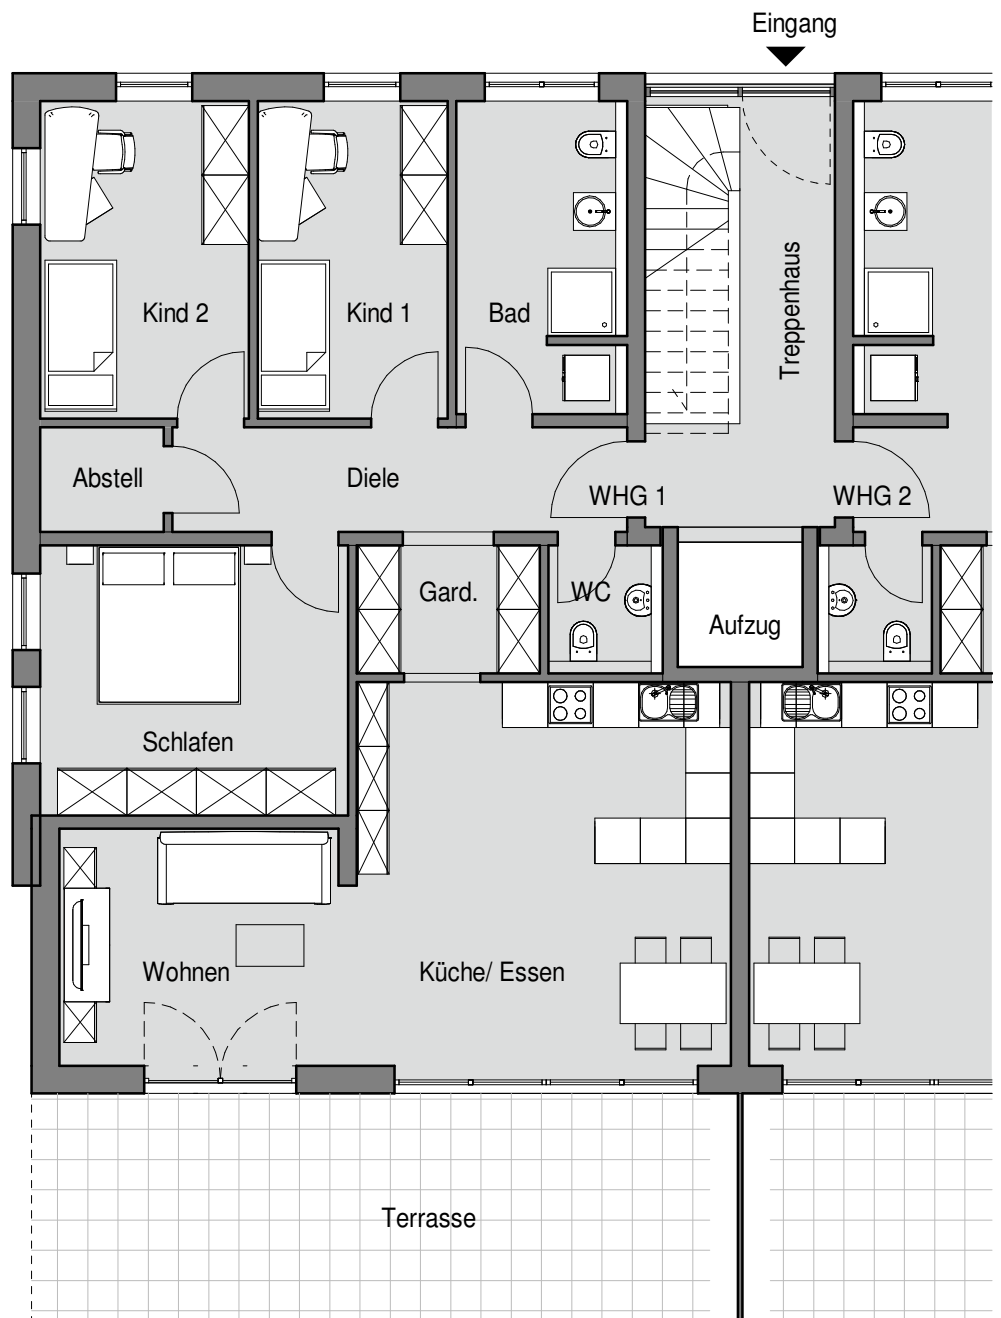 Eingang
Kind 2
Kind 1
Bad
Treppenhaus
Abstell
Diele
WHG 1
WHG 2
Gard.
WC
Aufzug
Schlafen
Wohnen
Küche/ Essen
Terrasse